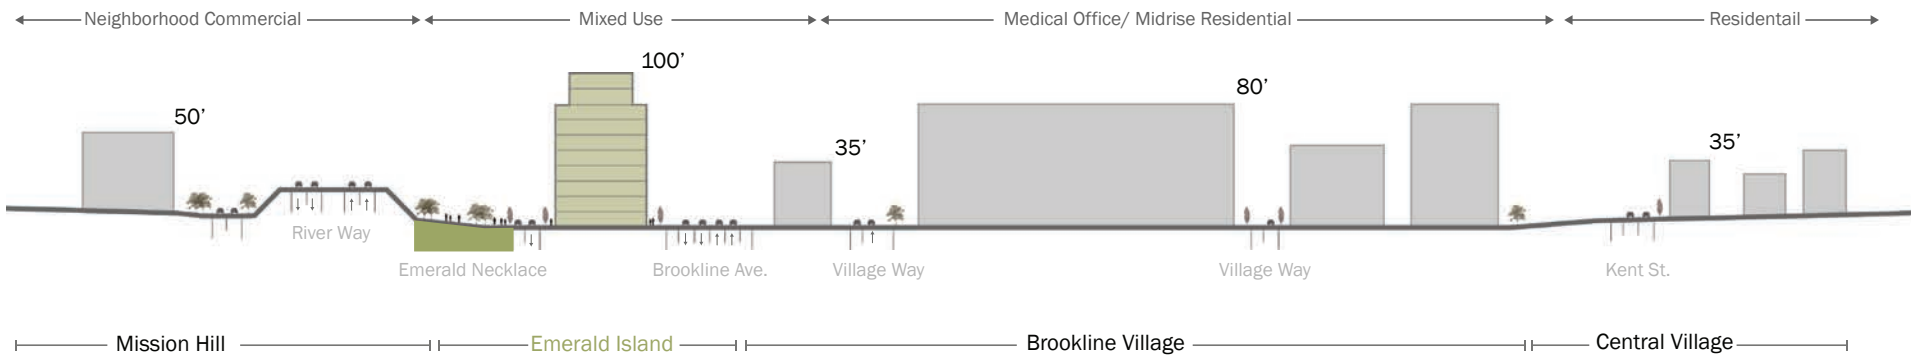 Neighborhood Commercial
Mixed Use
Medical Office/ Midrise Residential
Residentail
50’
100’
35’
80’
35’
River Way
Emerald Necklace
Brookline Ave.
Village Way
Village Way
Kent St.
Mission Hill
Emerald Island
Brookline Village
Central Village